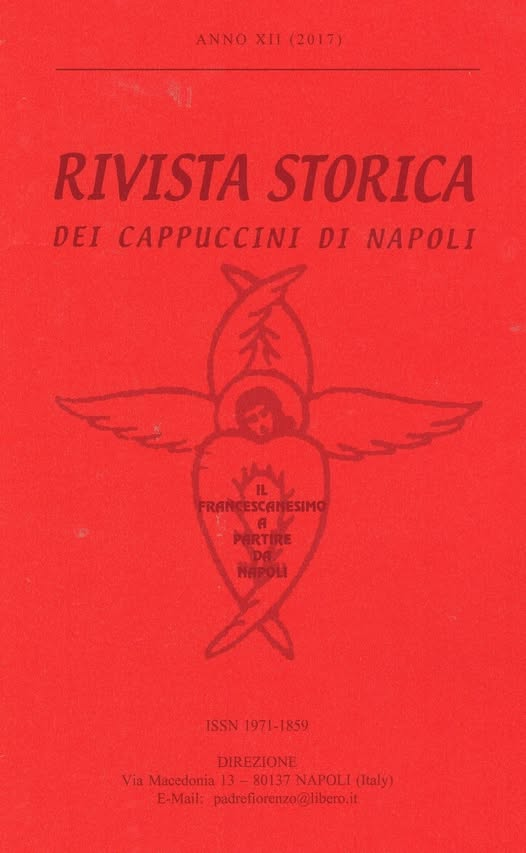 ANNO XII (2017)
RIVISTA STORICA
DEI CAPPUCCINI DI NAPOLI
IL
FRANCESCANESIMO
A
PARTIRE
DA
NAPOLI
ISSN 1971-1859
DIREZIONE
Via Macedonia 13 – 80137 NAPOLI (Italy)
E-Mail: padrefiorenzo@libero.it